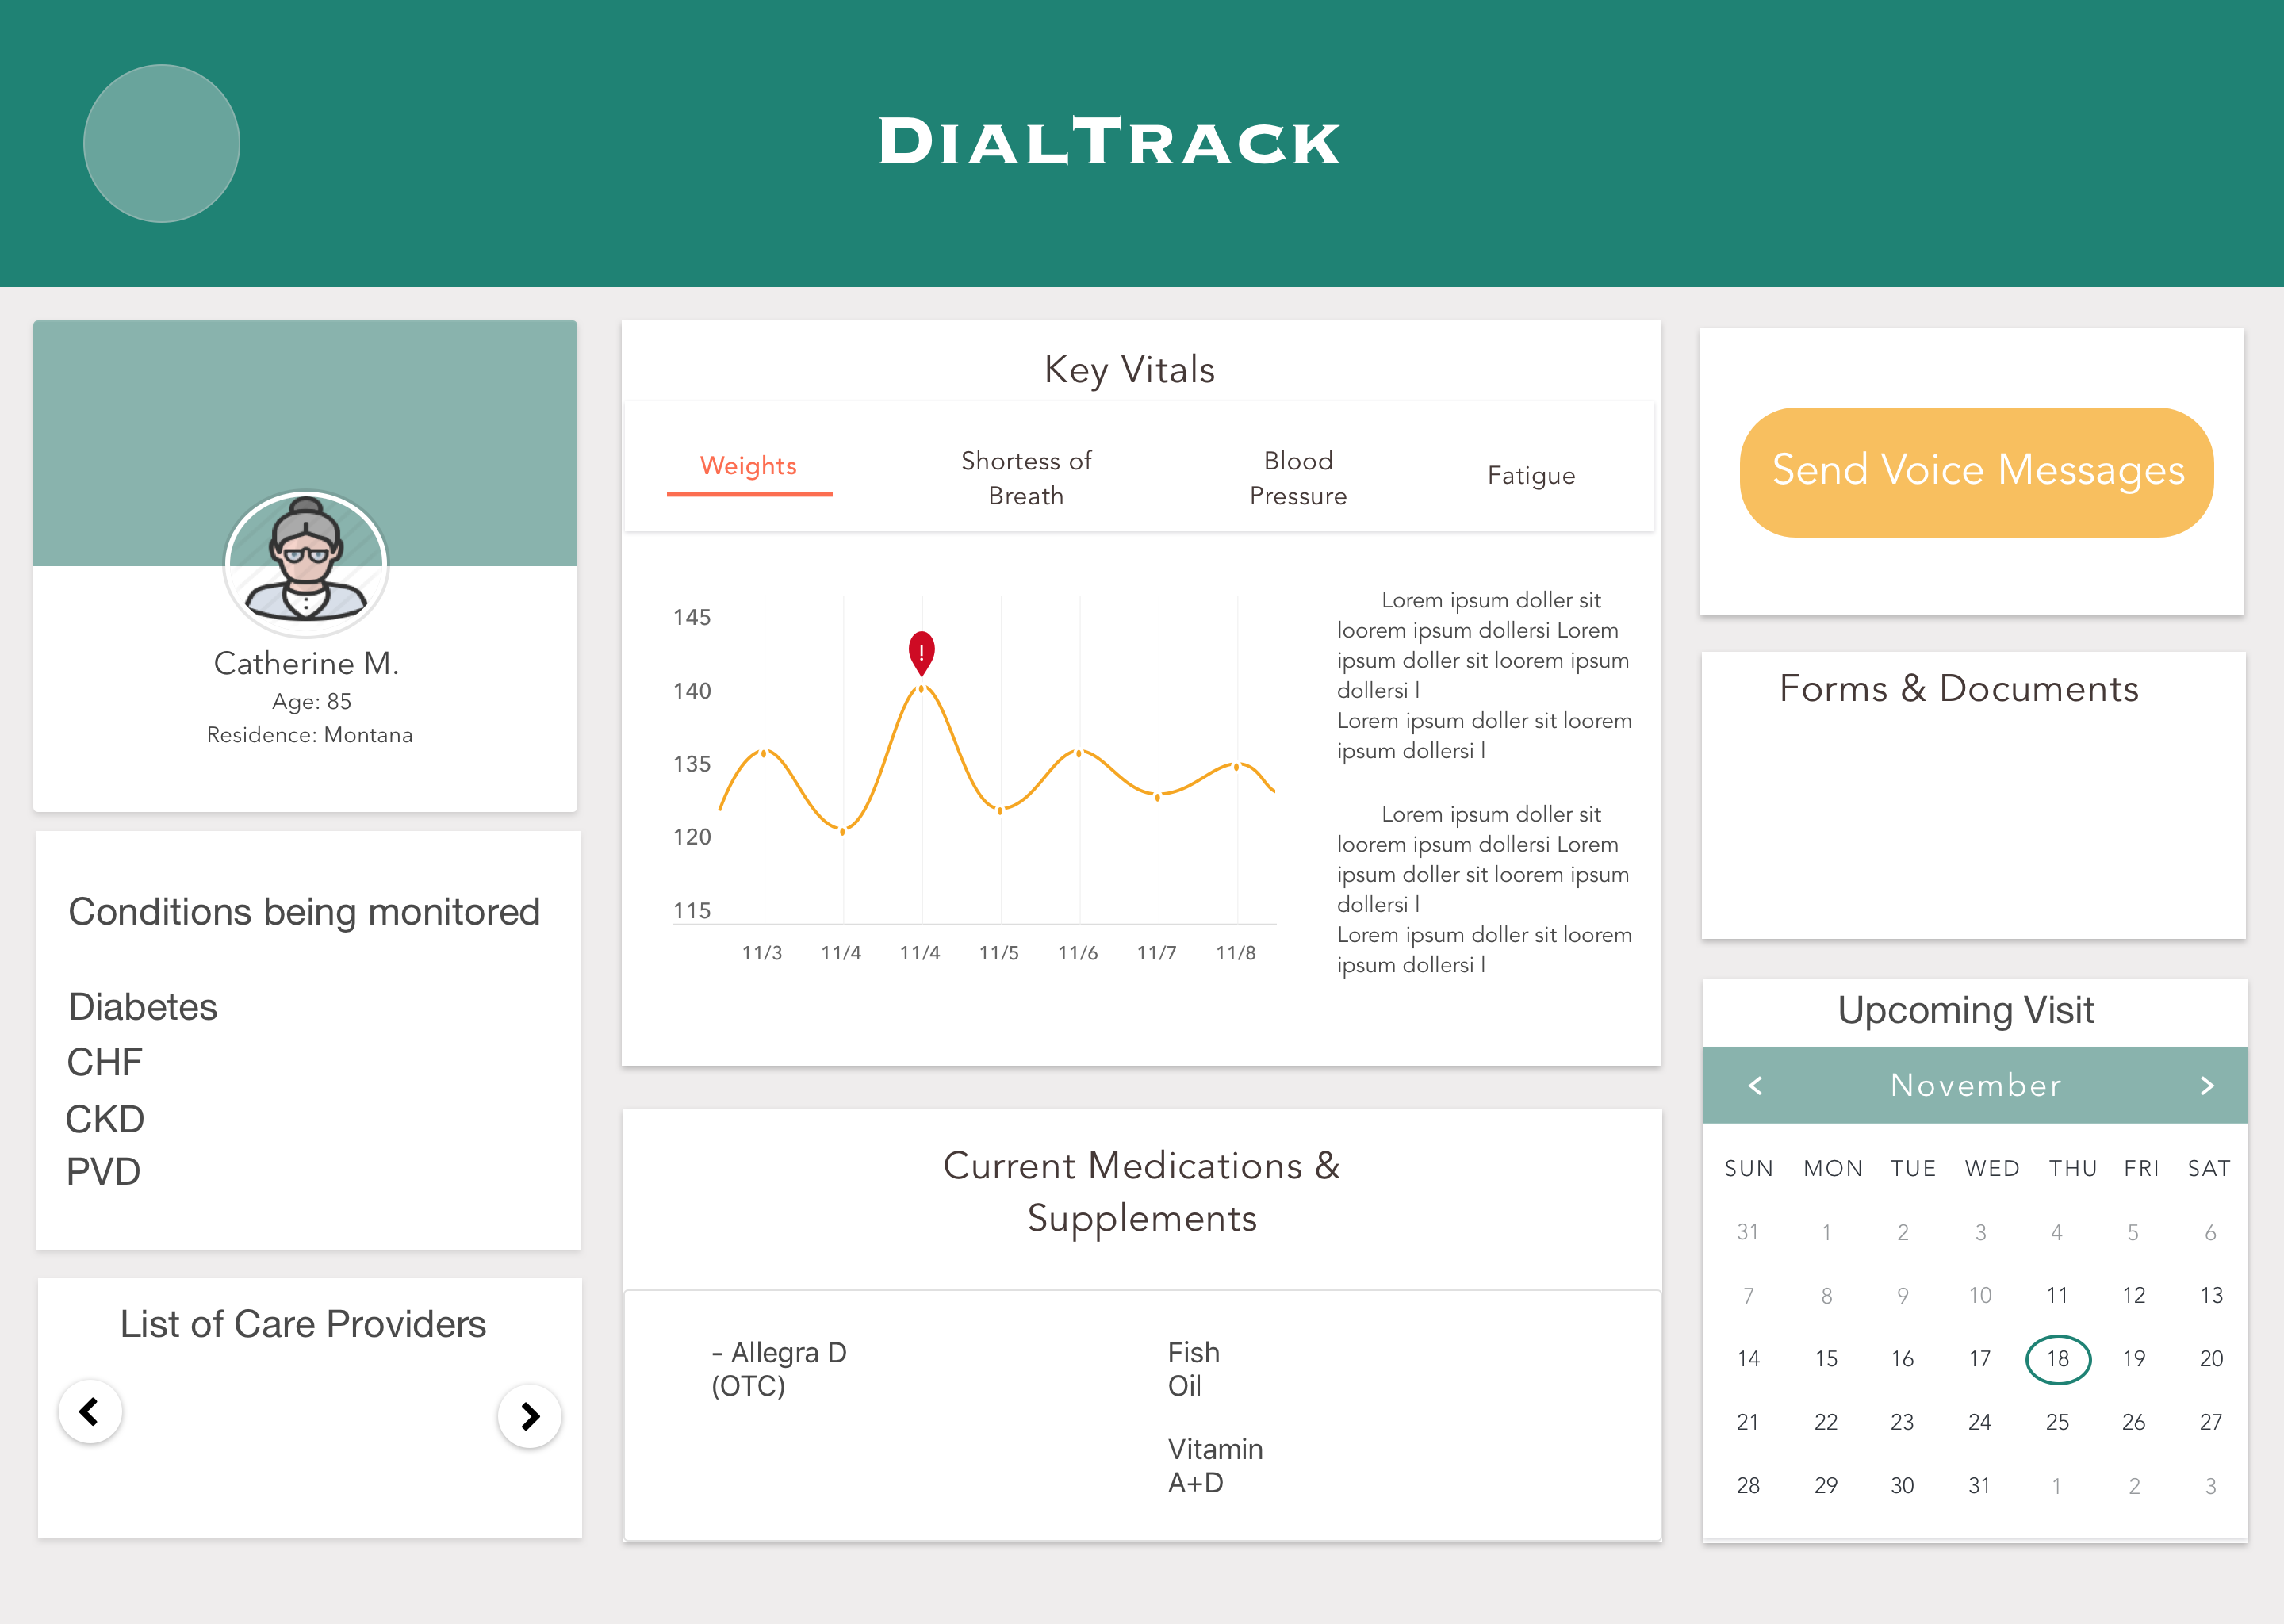 DIALTRACK
Catherine M.
Age: 85
Residence: Montana
Conditions being monitored
Diabetes
CHF
CKD
PVD
List of Care Providers
Key Vitals
Weights
Shortess of
Breath
Blood
Pressure
Fatigue
145
140
135
120
115
!
11/3 11/4 11/4 11/5 11/6 11/7 11/8
Lorem ipsum doller sit
loorem ipsum dollersi Lorem
ipsum doller sit loorem ipsum
dollersi l
Lorem ipsum doller sit loorem
ipsum dollersi l
Lorem ipsum doller sit
loorem ipsum dollersi Lorem
ipsum doller sit loorem ipsum
dollersi l
Lorem ipsum doller sit loorem
ipsum dollersi l
Current Medications &
Supplements
- Allegra D
(OTC)
Fish
Oil
Vitamin
A+D
Send Voice Messages
Forms & Documents
Upcoming Visit
< November >
SUN MON TUE WED THU FRI SAT
31 1 2 3 4 5 6
7 8 9 10 11 12 13
14 15 16 17 18 19 20
21 22 23 24 25 26 27
28 29 30 31 1 2 3